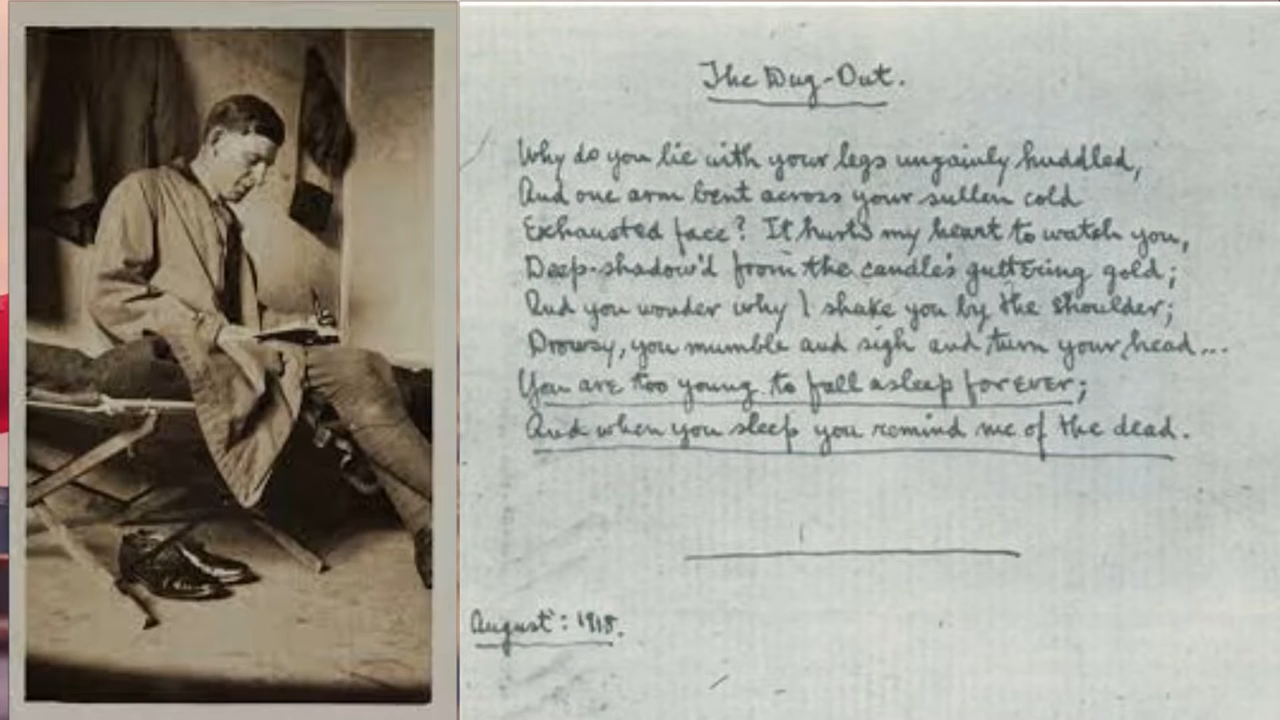 The Dug-Out.
Why do you lie with your legs ungainly huddled,
And one arm bent across your sullen cold
Exhausted face? It hurts my heart to watch you,
Deep-shadow'd from the candle's guttering gold;
And you wonder why I shake you by the shoulder;
Drowsy, you mumble and sigh and turn your head...
You are too young to fall asleep for ever;
And when you sleep you remind me of the dead.
August: 1918.